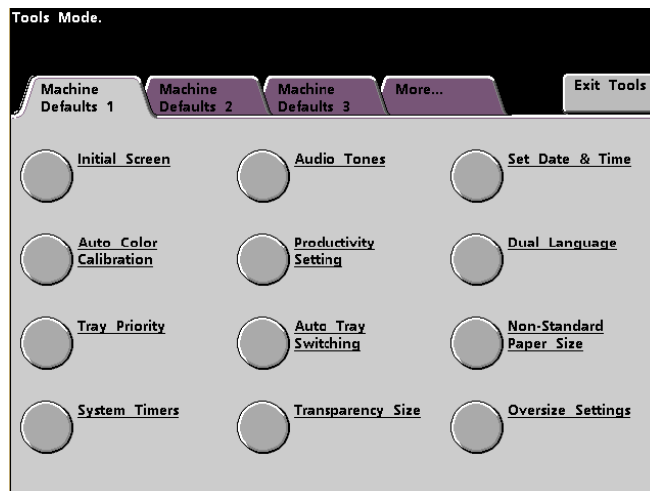 Tools Mode.
Machine
Defaults 1
Machine
Defaults 2
Machine
Defaults 3
More...
Exit Tools
Initial Screen
Audio Tones
Set Date & Time
Auto Color
Calibration
Productivity
Setting
Dual Language
Tray Priority
Auto Tray
Switching
Non-Standard
Paper Size
System Timers
Transparency Size
Oversize Settings